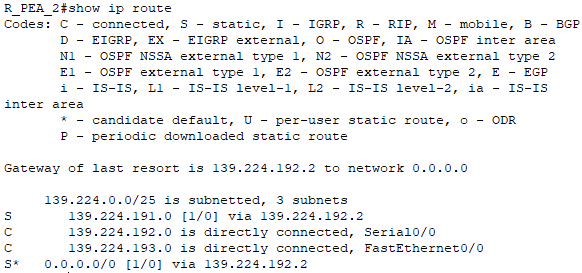 R_PEA_2#show ip route
Codes: C - connected, S - static, I - IGRP, R - RIP, M - mobile, B - BGP
       D - EIGRP, EX - EIGRP external, O - OSPF, IA - OSPF inter area
       N1 - OSPF NSSA external type 1, N2 - OSPF NSSA external type 2
       E1 - OSPF external type 1, E2 - OSPF external type 2, E - EGP
       i - IS-IS, L1 - IS-IS level-1, L2 - IS-IS level-2, ia - IS-IS
inter area
       * - candidate default, U - per-user static route, o - ODR
       P - periodic downloaded static route
Gateway of last resort is 139.224.192.2 to network 0.0.0.0
     139.224.0.0/25 is subnetted, 3 subnets
S       139.224.191.0 [1/0] via 139.224.192.2
C       139.224.192.0 is directly connected, Serial0/0
C       139.224.193.0 is directly connected, FastEthernet0/0
S*   0.0.0.0/0 [1/0] via 139.224.192.2